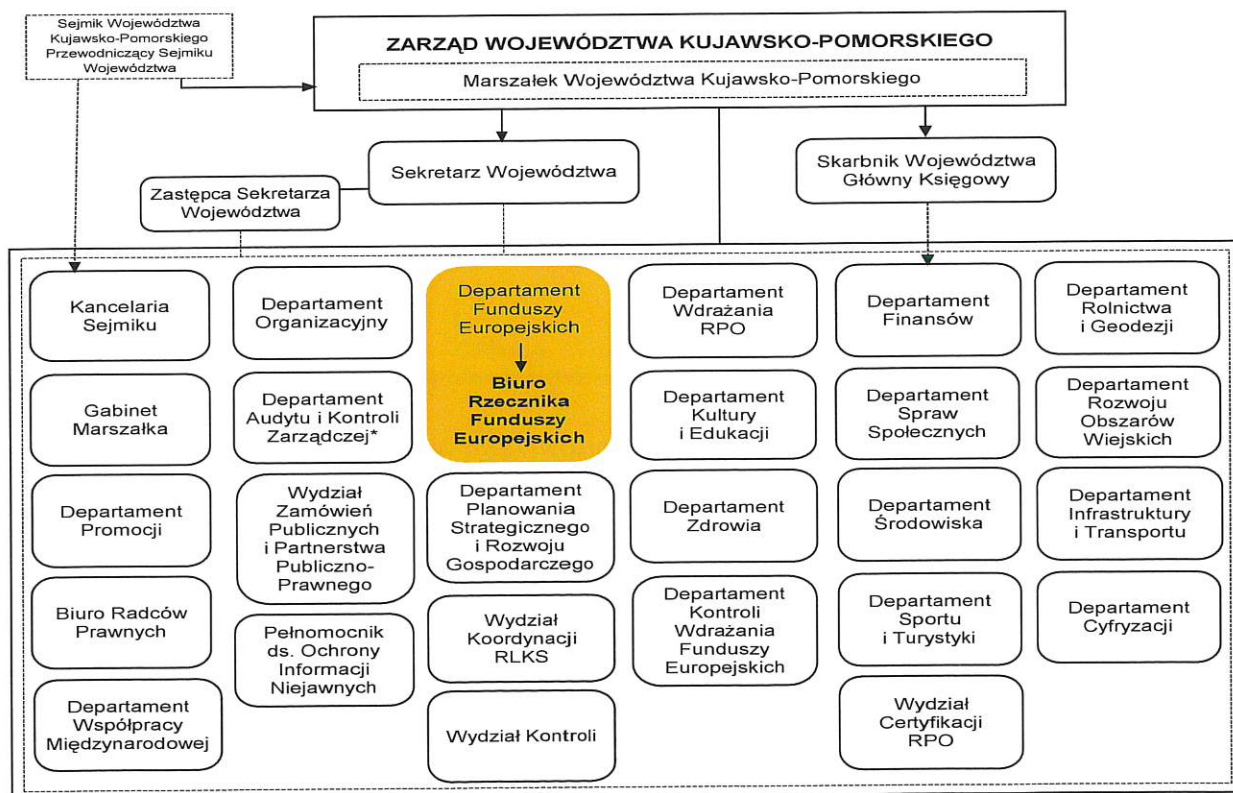 Sejmik Województwa
Kujawsko-Pomorskiego
Przewodniczący Sejmiku
Województwa
ZARZĄD WOJEWÓDZTWA KUJAWSKO-POMORSKIEGO
Marszałek Województwa Kujawsko-Pomorskiego
Sekretarz Województwa
Skarbnik Województwa
Główny Księgowy
Zastępca Sekretarza
Województwa
Kancelaria
Sejmiku
Departament
Organizacyjny
Departament
Funduszy
Europejskich
Biuro
Rzecznika
Funduszy
Europejskich
Departament
Wdrażania
RPO
Departament
Finansów
Departament
Rolnictwa
i Geodezji
Gabinet
Marszałka
Departament
Audytu i Kontroli
Zarządczej*
Departament
Kultury
i Edukacji
Departament
Spraw
Społecznych
Departament
Rozwoju
Obszarów
Wiejskich
Departament
Promocji
Wydział
Zamówień
Publicznych
i Partnerstwa
Publiczno-
Prawnego
Departament
Planowania
Strategicznego
i Rozwoju
Gospodarczego
Departament
Zdrowia
Departament
Środowiska
Departament
Infrastruktury
i Transportu
Biuro Radców
Prawnych
Pełnomocnik
ds. Ochrony
Informacji
Niejawnych
Wydział
Koordynacji
RLKS
Departament
Kontroli
Wdrażania
Funduszy
Europejskich
Departament
Sportu
i Turystyki
Departament
Cyfryzacji
Departament
Współpracy
Międzynarodowej
Wydział Kontroli
Wydział
Certyfikacji
RPO